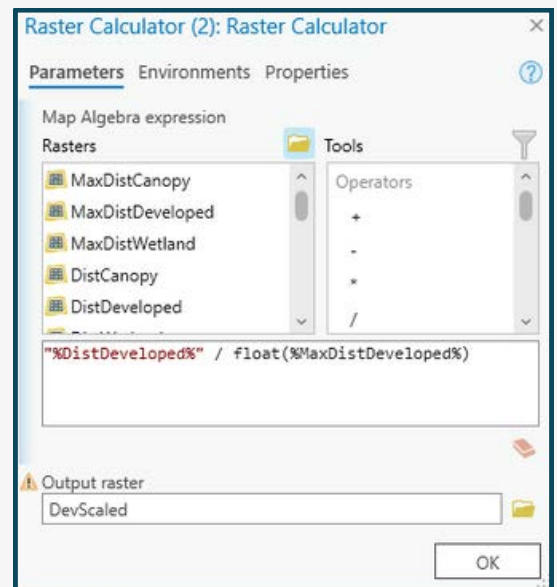 Raster Calculator (2): Raster Calculator
Parameters Environments Properties
Map Algebra expression
Rasters
Tools
MaxDistCanopy
MaxDistDeveloped
MaxDistWetland
DistCanopy
DistDeveloped
Operators
+
-
*
/
"%DistDeveloped%" / float(%MaxDistDeveloped%)
Output raster
DevScaled
OK